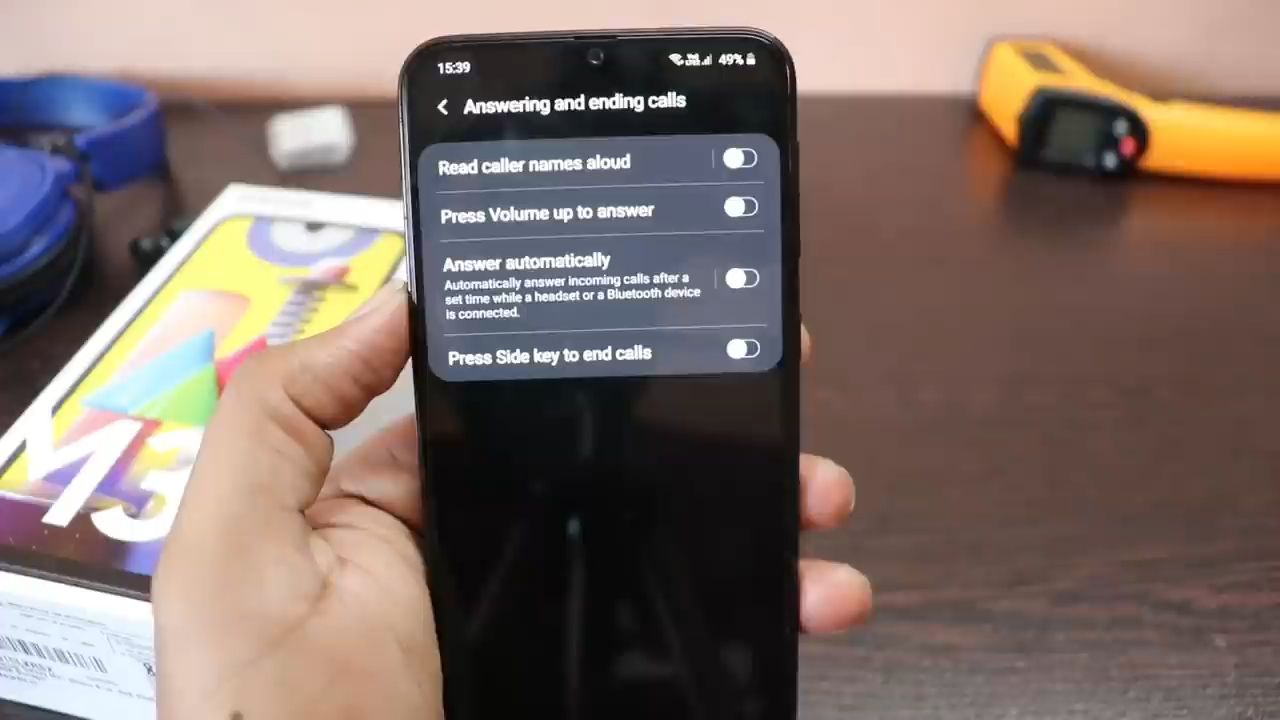 15:39
49%
Answering and ending calls
Read caller names aloud
Press Volume up to answer
Answer automatically
Automatically answer incoming calls after a
set time while a headset or a Bluetooth device
is connected.
Press Side key to end calls
M3